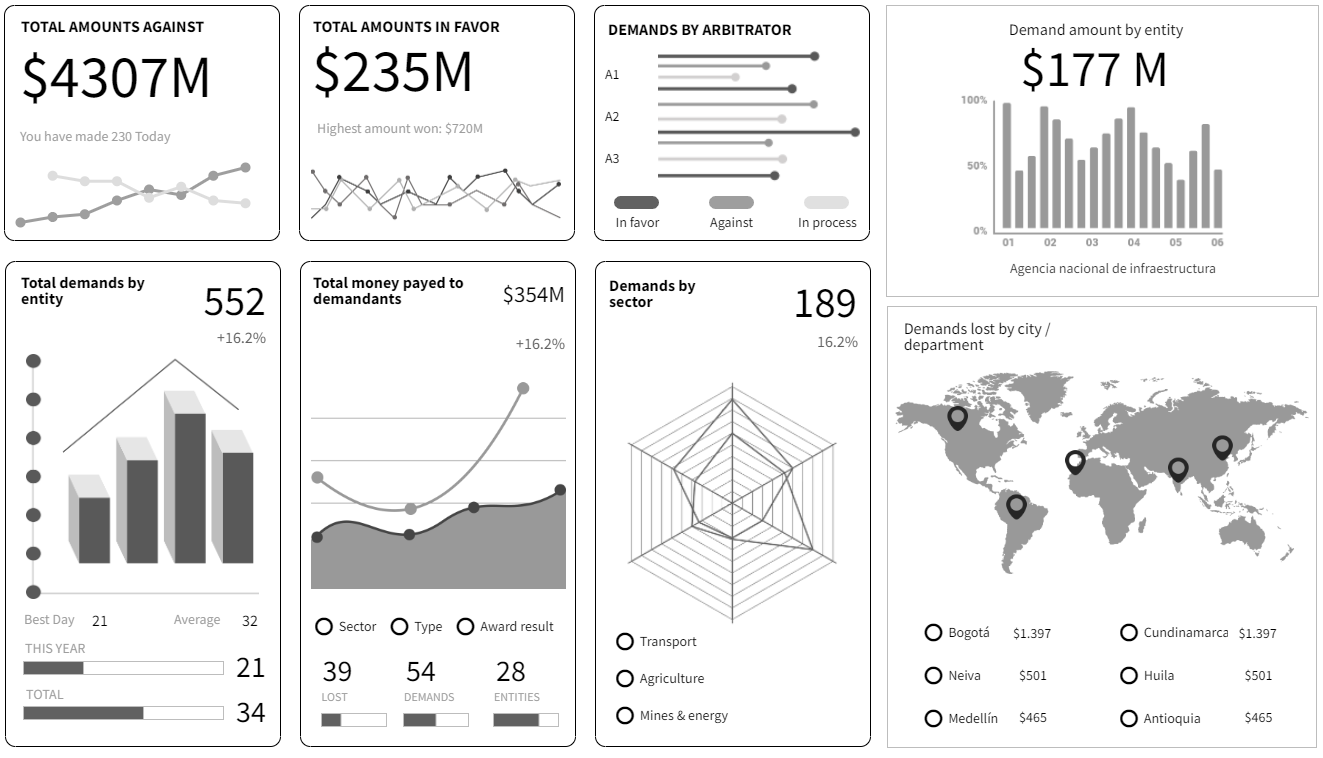 TOTAL AMOUNTS AGAINST
$4307M
You have made 230 Today
TOTAL AMOUNTS IN FAVOR
$235M
Highest amount won: $720M
DEMANDS BY ARBITRATOR
A1
A2
A3
In favor
Against
In process
Demand amount by entity
$177 M
100%
50%
0%
01 02 03 04 05 06
Agencia nacional de infraestructura
Total demands by
entity
552
+16.2%
Best Day 21
Average 32
THIS YEAR
21
TOTAL
34
Total money payed to
demandants
$354M
+16.2%
Sector
Type
Award result
39
LOST
54
DEMANDS
28
ENTITIES
Demands by
sector
189
16.2%
Transport
Agriculture
Mines & energy
Demands lost by city /
department
Bogotá $1.397
Cundinamarca $1.397
Neiva $501
Huila $501
Medellín $465
Antioquia $465